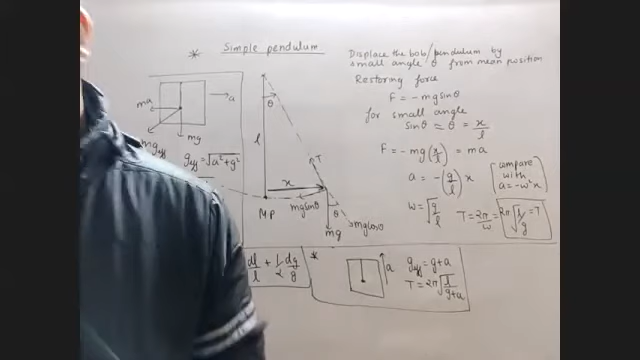 * Simple pendulum
Displace the bob/pendulum by
small angle θ from mean position
Restoring force
F = -mg sinθ
for small angle
sinθ ≃ θ = x/l
F = -mg(x/l) = ma
a = -(g/l) x
[compare
with
a = -ω²x]
ω = √(g/l)
T = 2π/ω = 2π√(l/g) = T
a
ma
mg
mg_eff
g_eff = √(a²+g²)
θ
l
T
x
M.P
mg sinθ
θ
mg cosθ
mg
dl/l + 1/2 dg/g
*
a
g_eff = g+a
T = 2π√(l/(g+a))